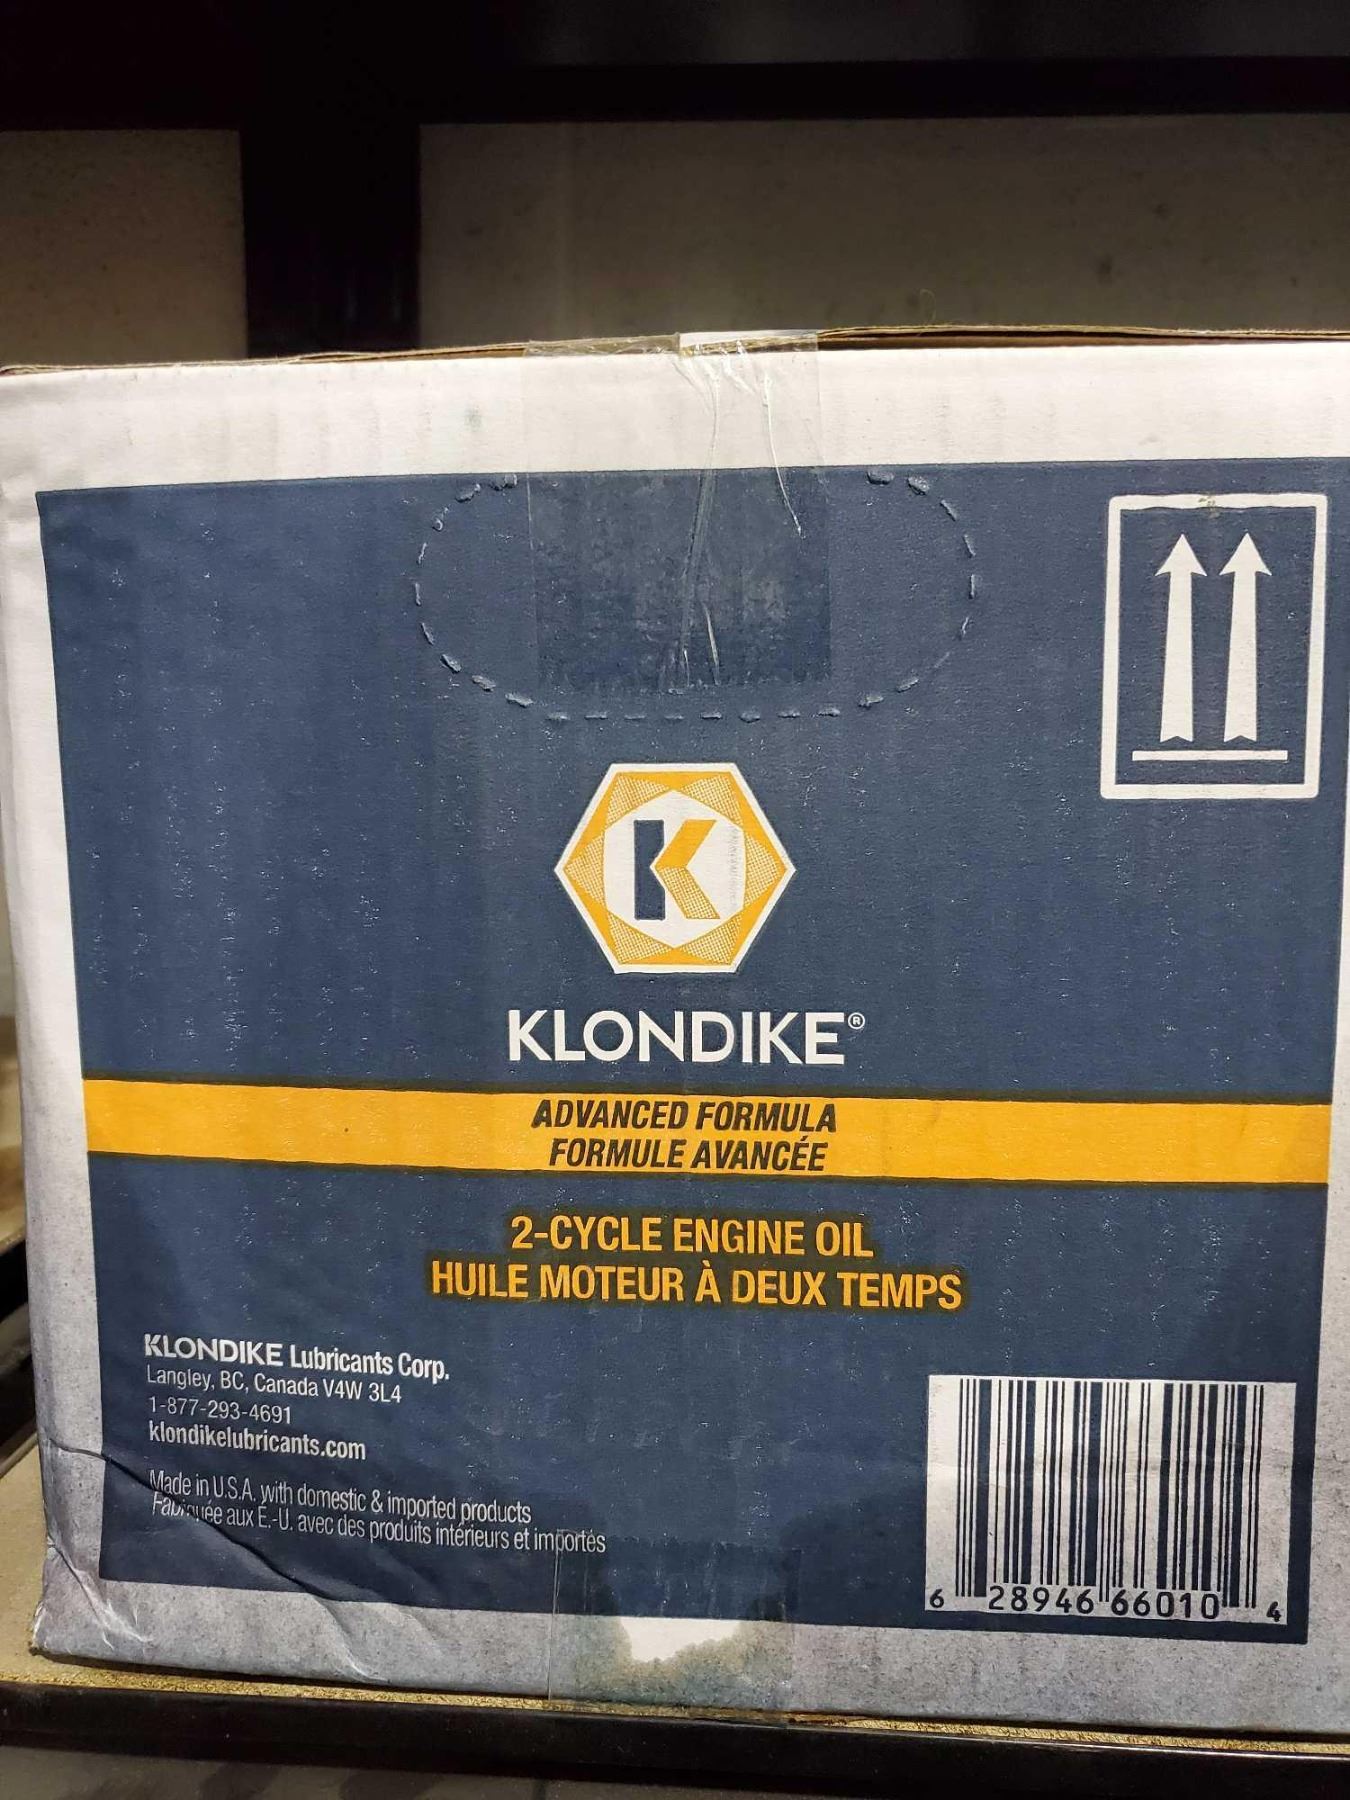 K
KLONDIKE®
ADVANCED FORMULA
FORMULE AVANCÉE
2-CYCLE ENGINE OIL
HUILE MOTEUR À DEUX TEMPS
KLONDIKE Lubricants Corp.
Langley, BC, Canada V4W 3L4
1-877-293-4691
klondikelubricants.com
Made in U.S.A. with domestic & imported products
Fabriquée aux É.-U. avec des produits intérieurs et importés
6 28946 66010 4